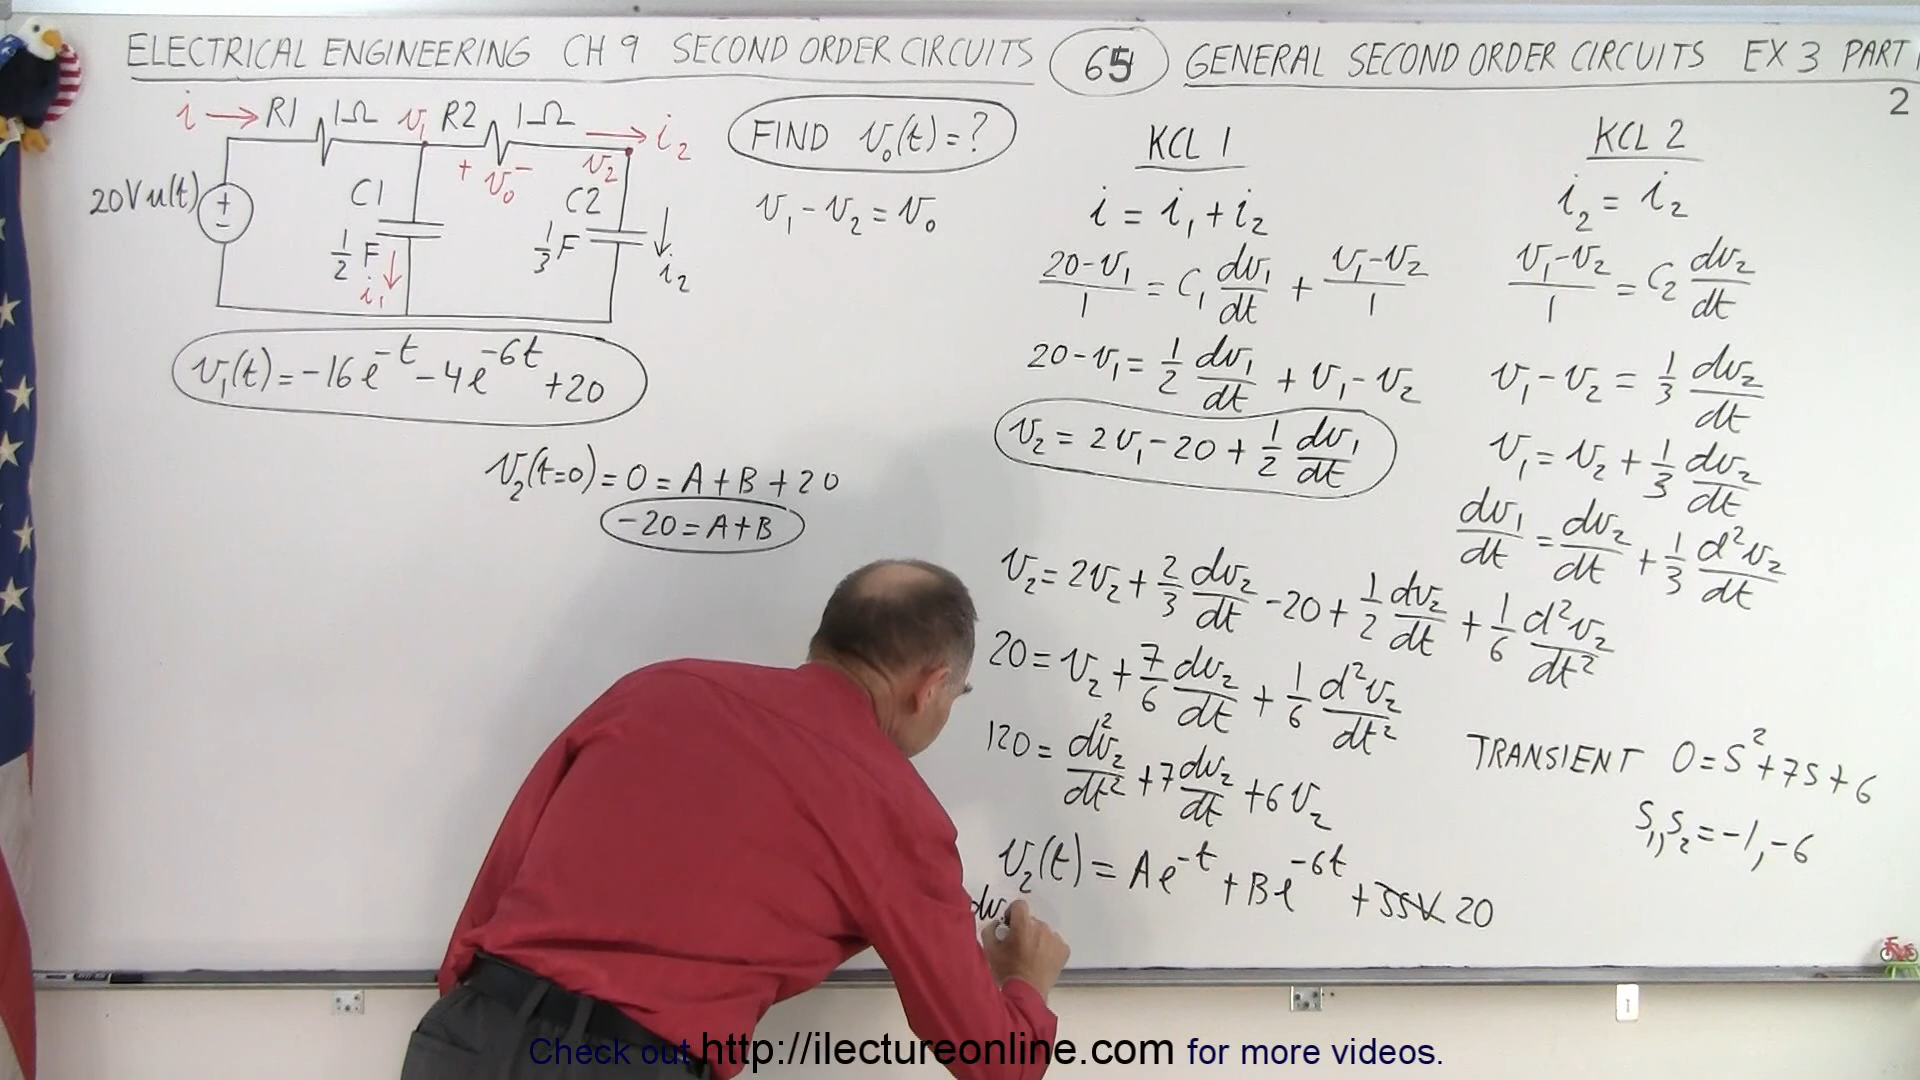 ELECTRICAL ENGINEERING CH 9 SECOND ORDER CIRCUITS 65 GENERAL SECOND ORDER CIRCUITS EX 3 PART
2
i → R1 1Ω v₁ R2 1Ω → i₂
+ v₀ − v₂
20V u(t) + −
C1 C2
1/2 F 1/3 F
i₁ i₂
FIND v₀(t) = ?
v₁ − v₂ = v₀
v₁(t) = −16e^(−t) − 4e^(−6t) + 20
v₂(t=0) = 0 = A + B + 20
−20 = A + B
KCL 1
i = i₁ + i₂
(20 − v₁)/1 = C₁ dv₁/dt + (v₁ − v₂)/1
20 − v₁ = 1/2 dv₁/dt + v₁ − v₂
v₂ = 2v₁ − 20 + 1/2 dv₁/dt
KCL 2
i₂ = i₂
(v₁ − v₂)/1 = C₂ dv₂/dt
v₁ − v₂ = 1/3 dv₂/dt
v₁ = v₂ + 1/3 dv₂/dt
dv₁/dt = dv₂/dt + 1/3 d²v₂/dt
v₂ = 2v₂ + 2/3 dv₂/dt − 20 + 1/2 dv₂/dt + 1/6 d²v₂/dt²
20 = v₂ + 7/6 dv₂/dt + 1/6 d²v₂/dt²
120 = d²v₂/dt² + 7 dv₂/dt + 6v₂
TRANSIENT 0 = S² + 7S + 6
S₁, S₂ = −1, −6
v₂(t) = Ae^(−t) + Be^(−6t) + SSV 20
dv
Check out http://ilectureonline.com for more videos.